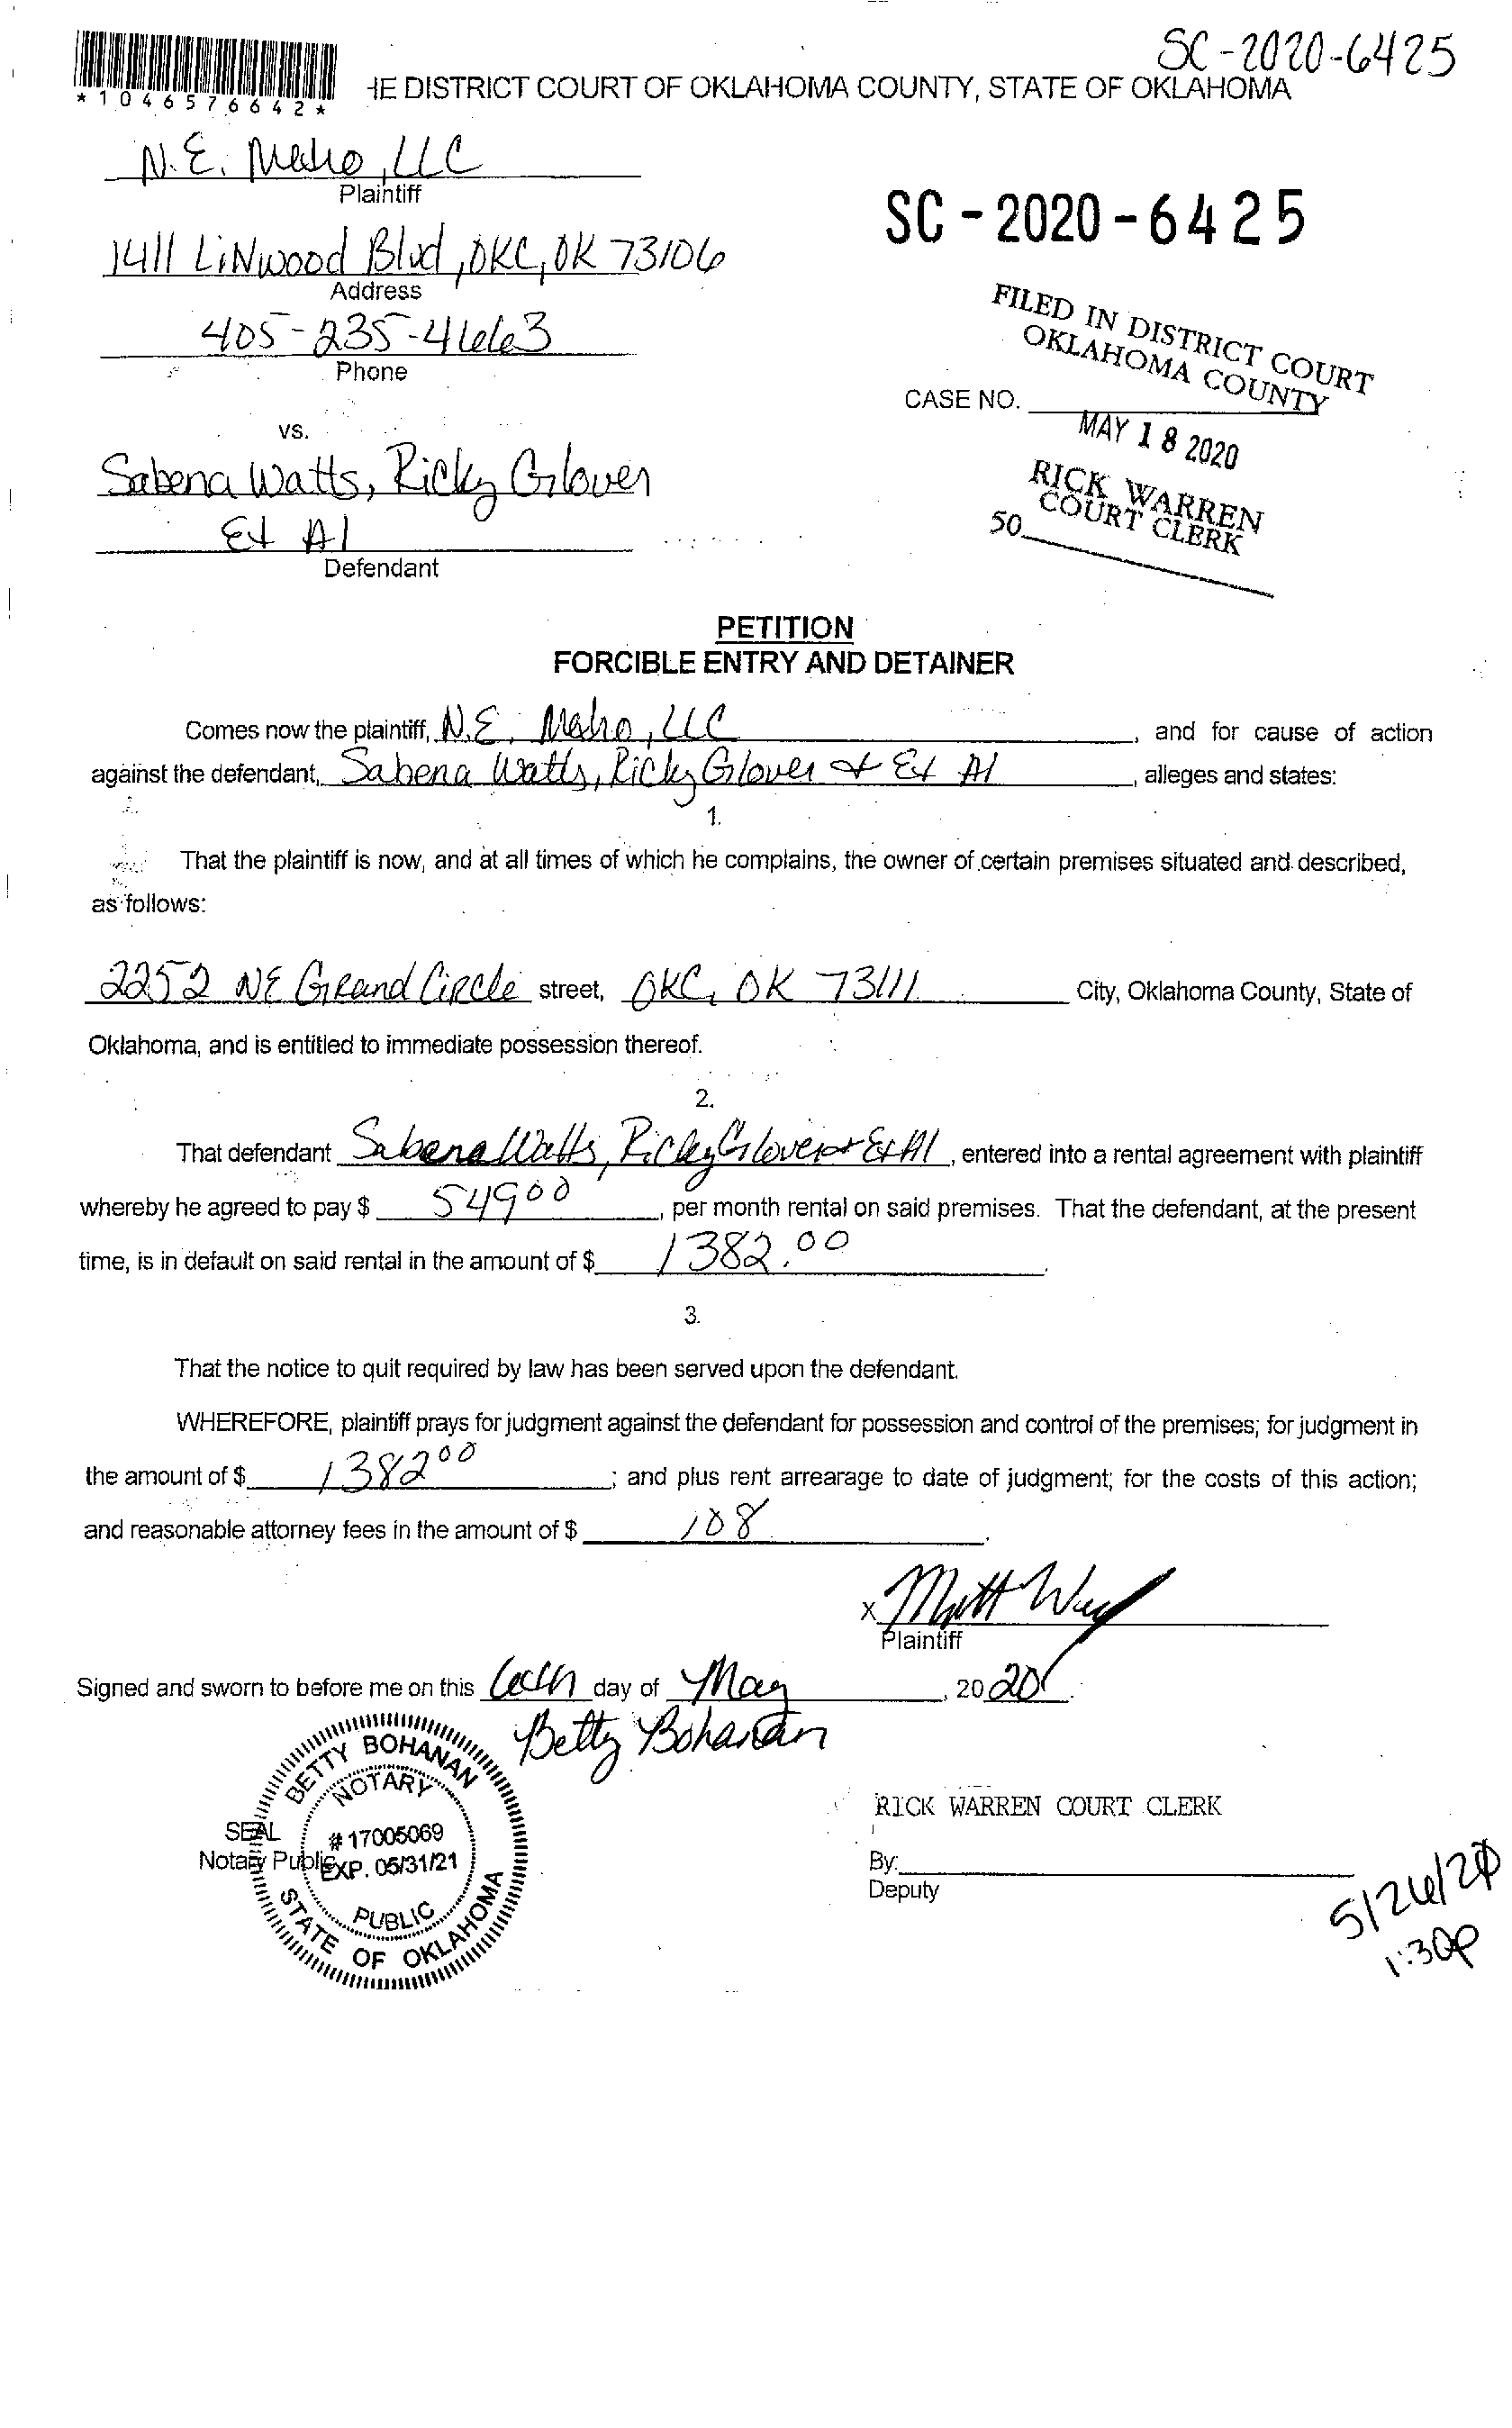 SC-2020-6425
*1046576642*
HE DISTRICT COURT OF OKLAHOMA COUNTY, STATE OF OKLAHOMA
N.E. Metro, LLC
Plaintiff
SC-2020-6425
1411 LiNwood Blvd, OKC, OK 73106
Address
FILED IN DISTRICT COURT
OKLAHOMA COUNTY
405-235-4663
Phone
CASE NO.
MAY 18 2020
vs.
Sabena Watts, Ricky Glover
RICK WARREN
COURT CLERK
Et Al
50
Defendant
PETITION
FORCIBLE ENTRY AND DETAINER
Comes now the plaintiff, N.E. Metro, LLC, and for cause of action
against the defendant, Sabena Watts, Ricky Glover & Et Al, alleges and states:
1.
That the plaintiff is now, and at all times of which he complains, the owner of certain premises situated and described,
as follows:
2252 NE Grand Circle street, OKC, OK 73111 City, Oklahoma County, State of
Oklahoma, and is entitled to immediate possession thereof.
2.
That defendant Sabena Watts, Ricky Glover & Et Al, entered into a rental agreement with plaintiff
whereby he agreed to pay $ 549 00, per month rental on said premises. That the defendant, at the present
time, is in default on said rental in the amount of $ 1382.00.
3.
That the notice to quit required by law has been served upon the defendant.
WHEREFORE, plaintiff prays for judgment against the defendant for possession and control of the premises; for judgment in
the amount of $ 1382 00; and plus rent arrearage to date of judgment; for the costs of this action;
and reasonable attorney fees in the amount of $ 108.
x Matt
Plaintiff
Signed and sworn to before me on this day of May, 2020.
Betty Bohanan
BETTY BOHANAN
NOTARY
SEAL
# 17005069
Notary Public
EXP. 05/31/21
PUBLIC
STATE OF OKLAHOMA
RICK WARREN COURT CLERK
By:
Deputy
5/26/20
1:30p